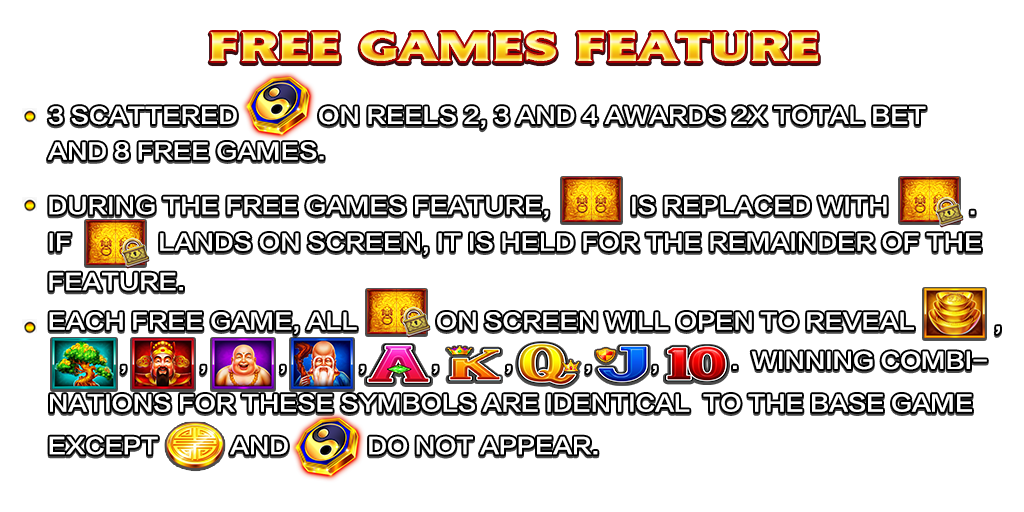 FREE GAMES FEATURE
• 3 SCATTERED ON REELS 2, 3 AND 4 AWARDS 2X TOTAL BET
AND 8 FREE GAMES.
• DURING THE FREE GAMES FEATURE, IS REPLACED WITH .
IF LANDS ON SCREEN, IT IS HELD FOR THE REMAINDER OF THE
FEATURE.
• EACH FREE GAME, ALL ON SCREEN WILL OPEN TO REVEAL ,
, , , , A, K, Q, J, 10. WINNING COMBI-
NATIONS FOR THESE SYMBOLS ARE IDENTICAL TO THE BASE GAME
EXCEPT AND DO NOT APPEAR.